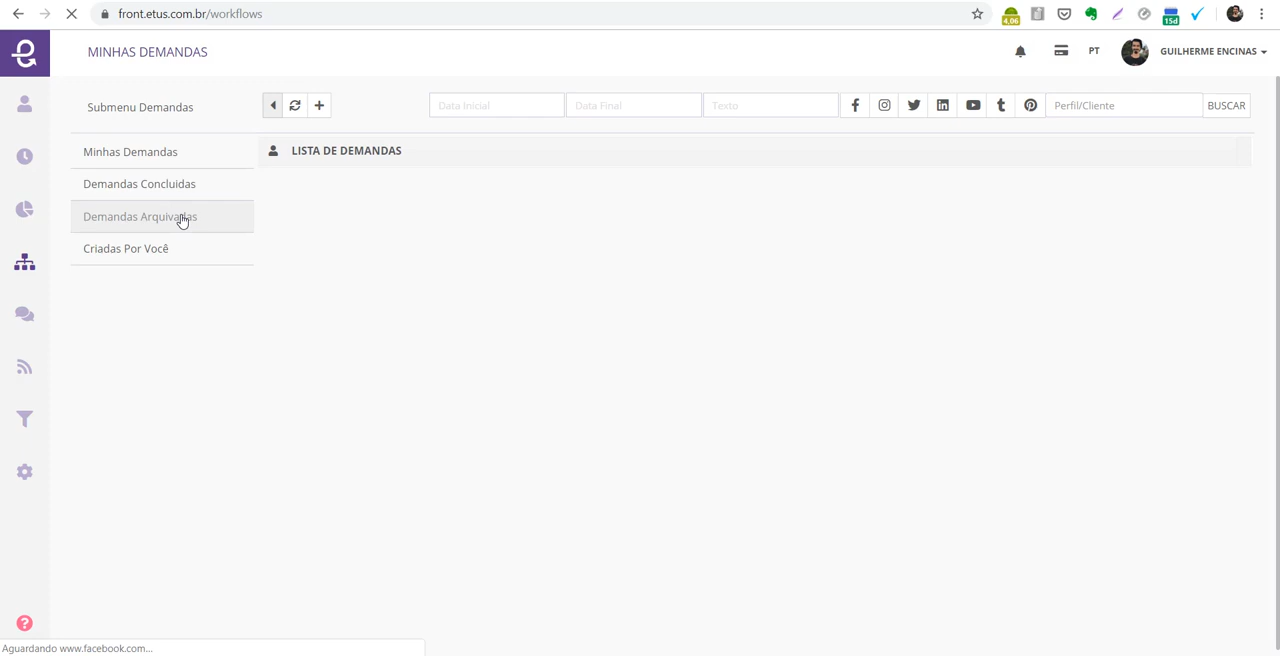 front.etus.com.br/workflows
4,06
15d
MINHAS DEMANDAS
PT
GUILHERME ENCINAS
Submenu Demandas
Data Inicial
Data Final
Texto
Perfil/Cliente
BUSCAR
Minhas Demandas
LISTA DE DEMANDAS
Demandas Concluidas
Demandas Arquivadas
Criadas Por Você
?
Aguardando www.facebook.com...